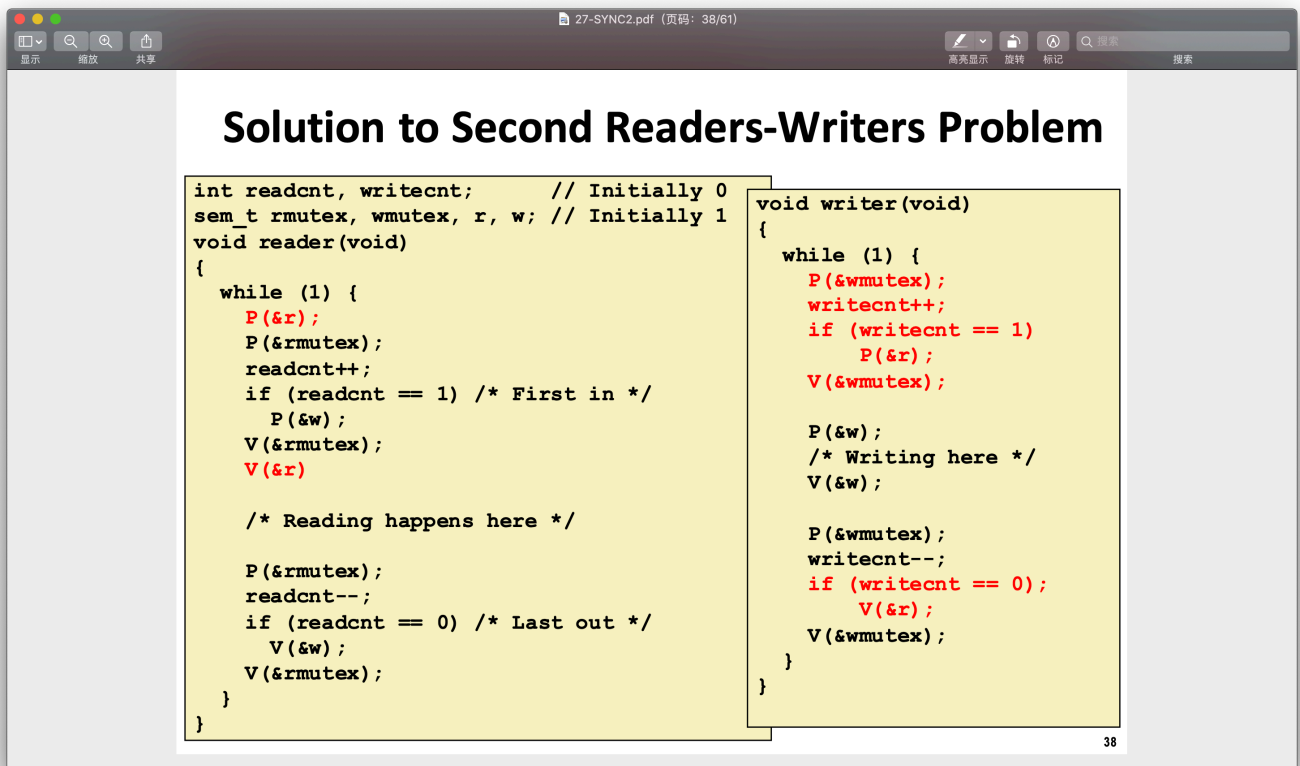 27-SYNC2.pdf（页码：38/61）
显示
缩放
共享
高亮显示
旋转
标记
搜索
搜索
Solution to Second Readers-Writers Problem
int readcnt, writecnt;      // Initially 0
sem_t rmutex, wmutex, r, w; // Initially 1
void reader(void)
{
  while (1) {
    P(&r);
    P(&rmutex);
    readcnt++;
    if (readcnt == 1) /* First in */
      P(&w);
    V(&rmutex);
    V(&r)
    /* Reading happens here */
    P(&rmutex);
    readcnt--;
    if (readcnt == 0) /* Last out */
      V(&w);
    V(&rmutex);
  }
}
void writer(void)
{
  while (1) {
    P(&wmutex);
    writecnt++;
    if (writecnt == 1)
        P(&r);
    V(&wmutex);
    P(&w);
    /* Writing here */
    V(&w);
    P(&wmutex);
    writecnt--;
    if (writecnt == 0);
        V(&r);
    V(&wmutex);
  }
}
38